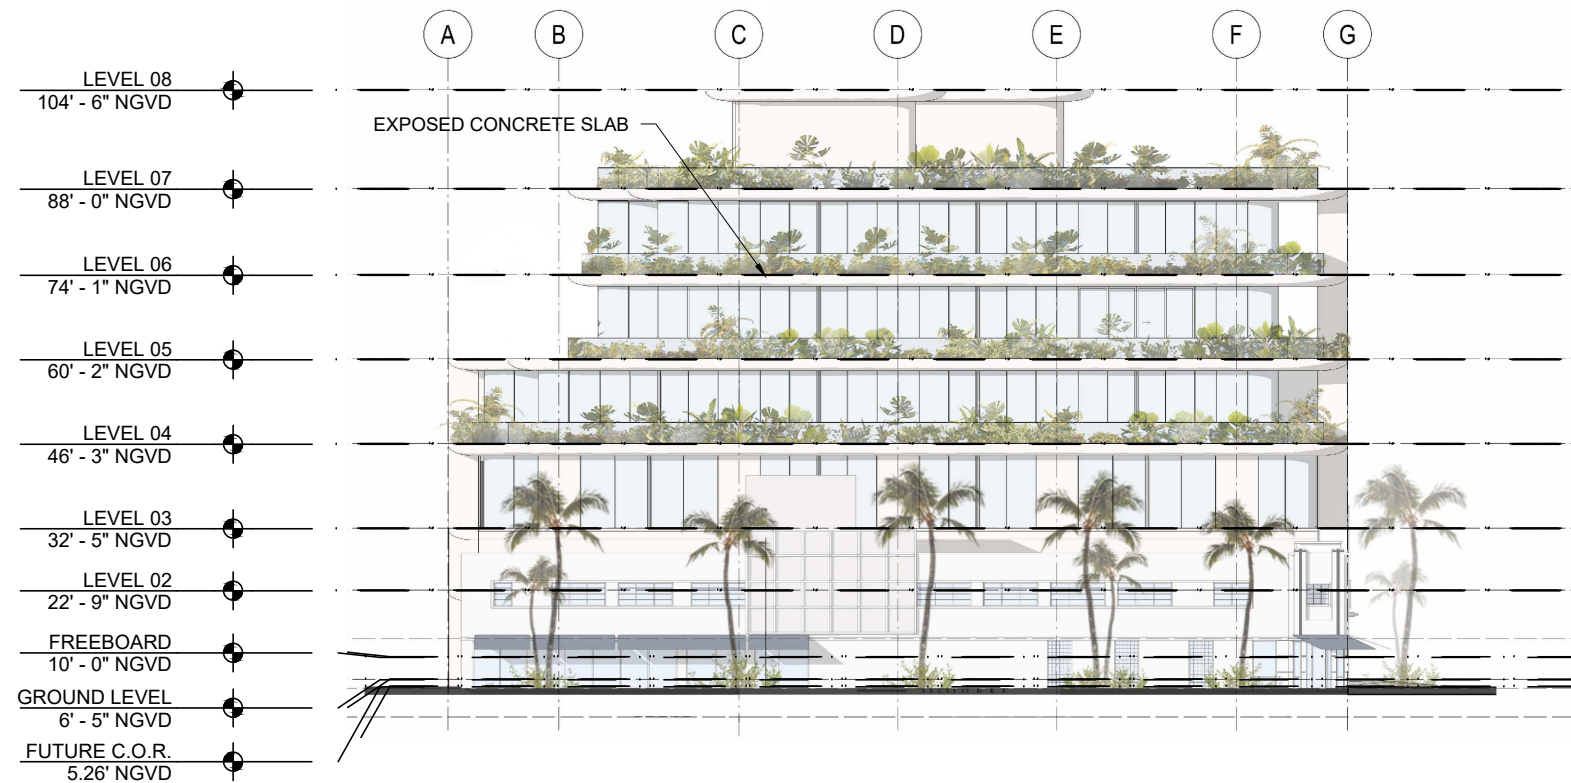 A B C D E F G
LEVEL 08
104' - 6" NGVD
EXPOSED CONCRETE SLAB
LEVEL 07
88' - 0" NGVD
LEVEL 06
74' - 1" NGVD
LEVEL 05
60' - 2" NGVD
LEVEL 04
46' - 3" NGVD
LEVEL 03
32' - 5" NGVD
LEVEL 02
22' - 9" NGVD
FREEBOARD
10' - 0" NGVD
GROUND LEVEL
6' - 5" NGVD
FUTURE C.O.R.
5.26' NGVD